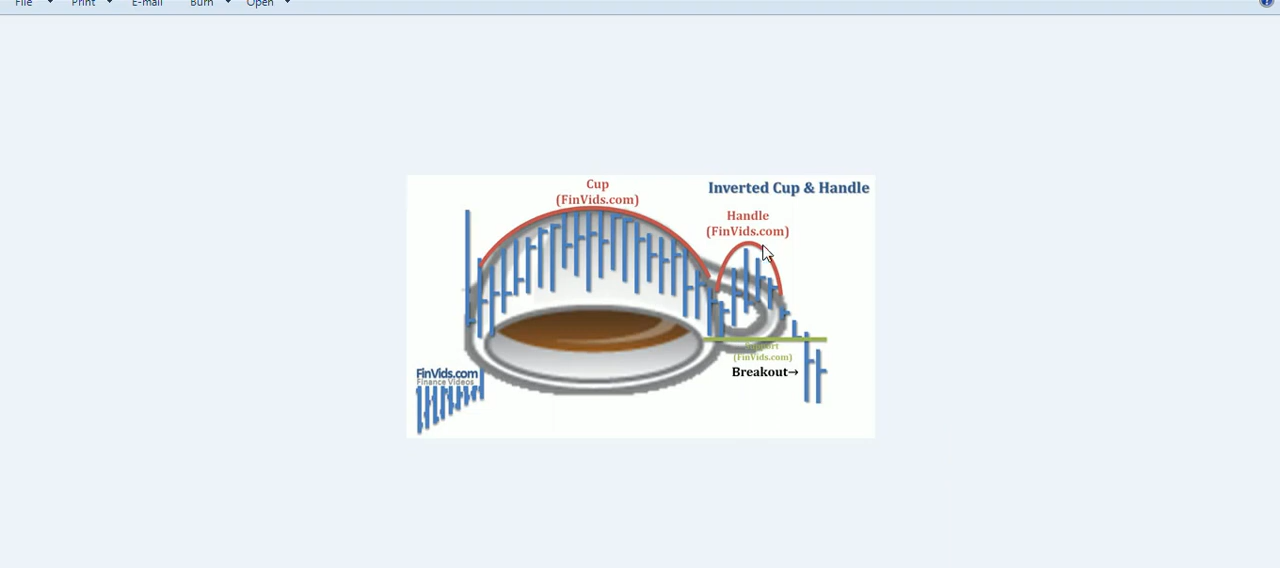 File Print E-mail Burn Open
Cup
(FinVids.com)
Inverted Cup & Handle
Handle
(FinVids.com)
(FinVids.com)
Breakout→
FinVids.com
Finance Videos